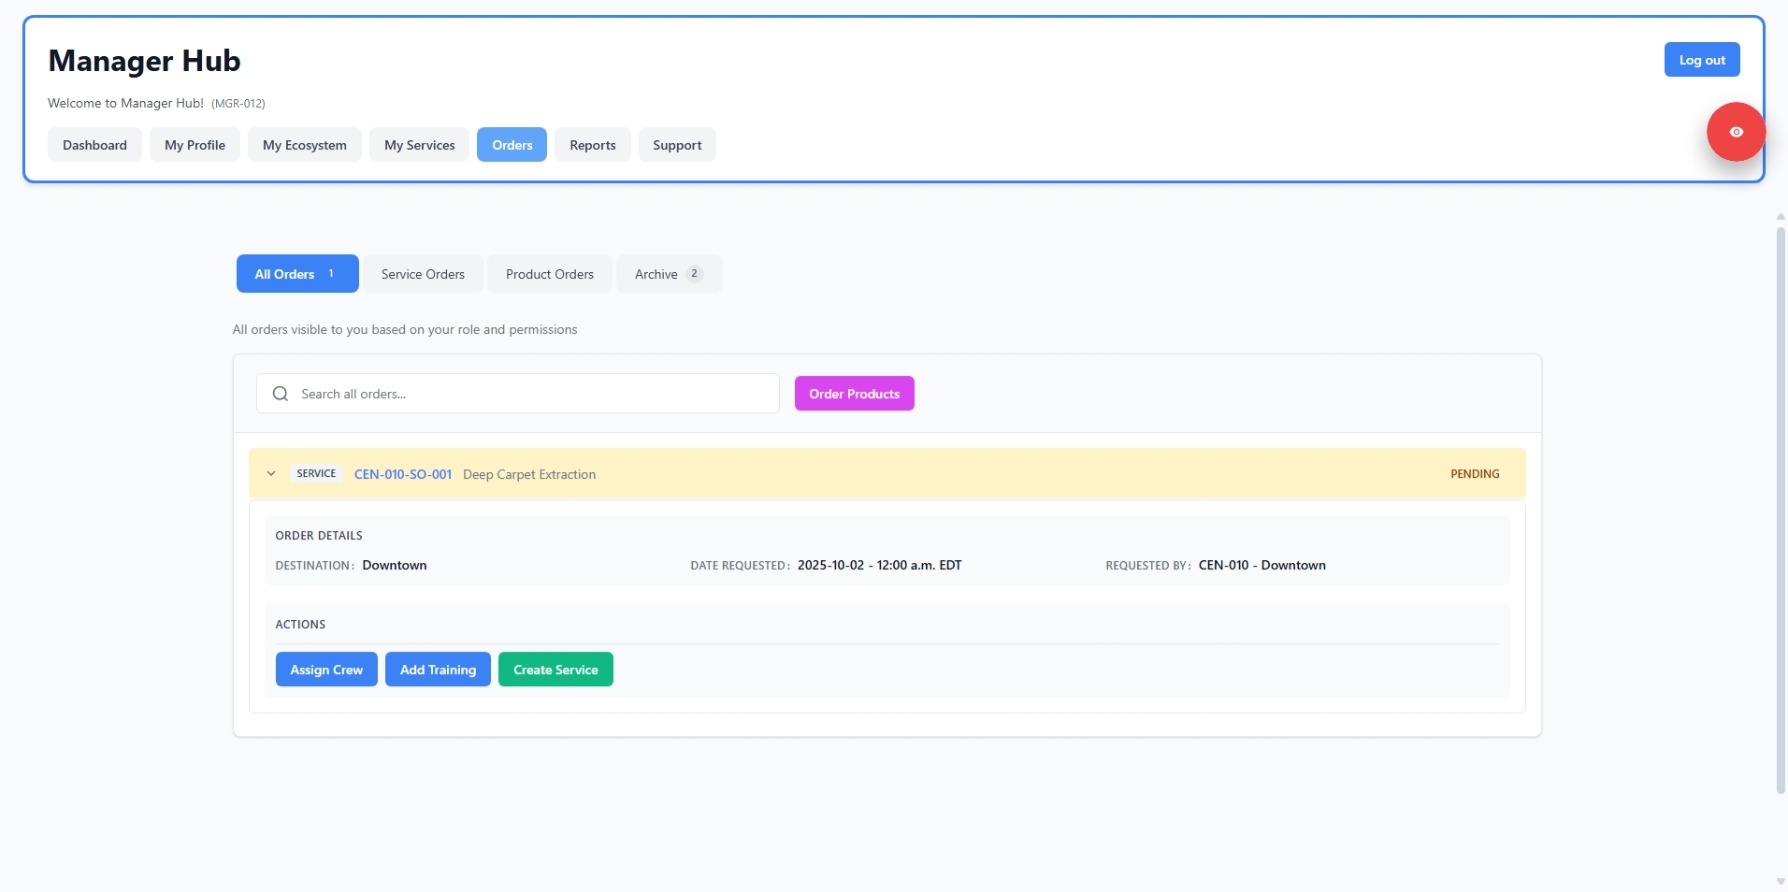 Manager Hub
Log out
Welcome to Manager Hub! (MGR-012)
Dashboard My Profile My Ecosystem My Services Orders Reports Support
All Orders 1 Service Orders Product Orders Archive 2
All orders visible to you based on your role and permissions
Search all orders... Order Products
SERVICE CEN-010-SO-001 Deep Carpet Extraction PENDING
ORDER DETAILS
DESTINATION: Downtown DATE REQUESTED: 2025-10-02 - 12:00 a.m. EDT REQUESTED BY: CEN-010 - Downtown
ACTIONS
Assign Crew Add Training Create Service